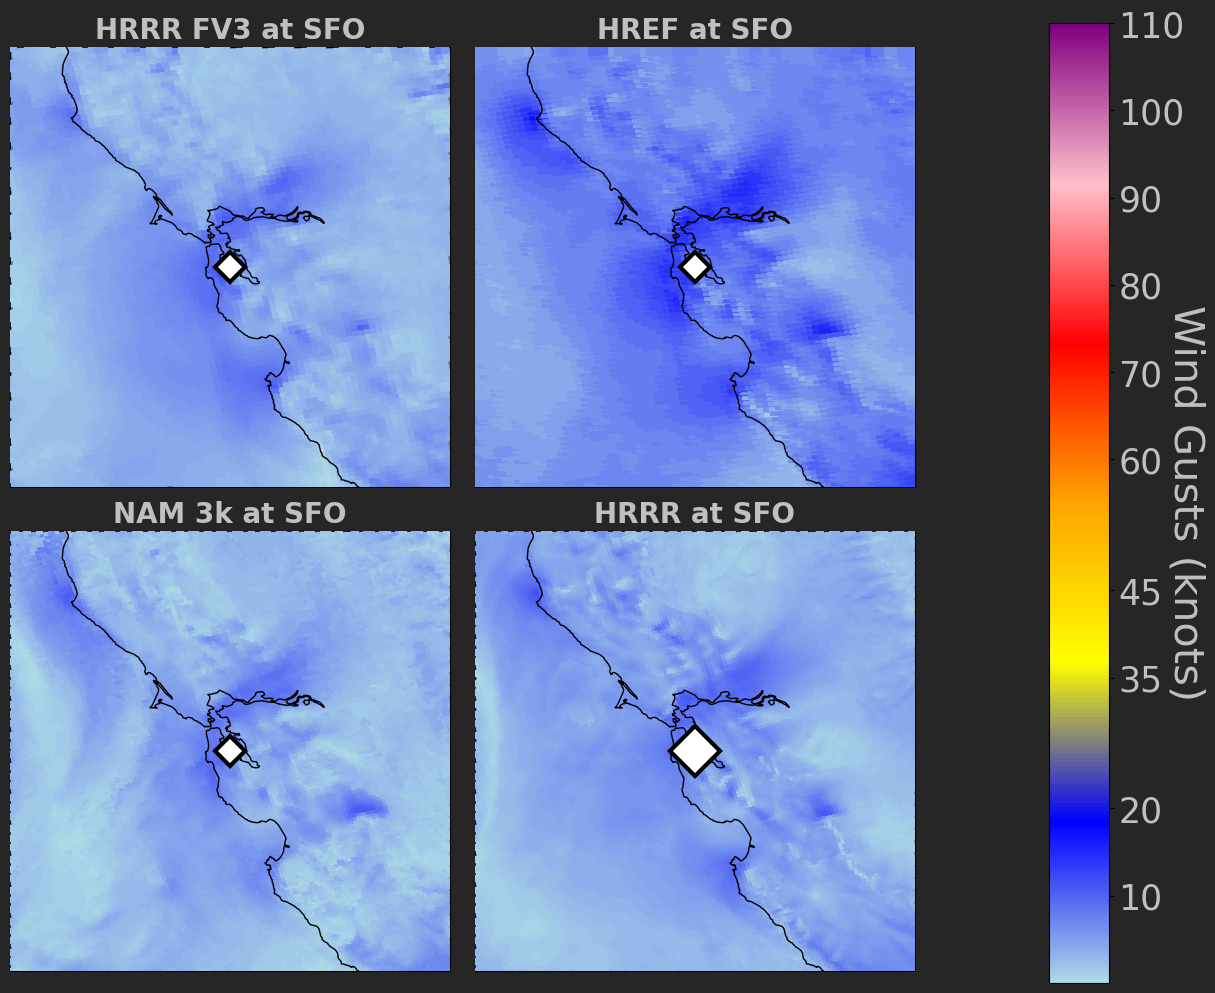 HRRR FV3 at SFO
HREF at SFO
NAM 3k at SFO
HRRR at SFO
110
100
90
80
70
60
45
35
20
10
Wind Gusts (knots)